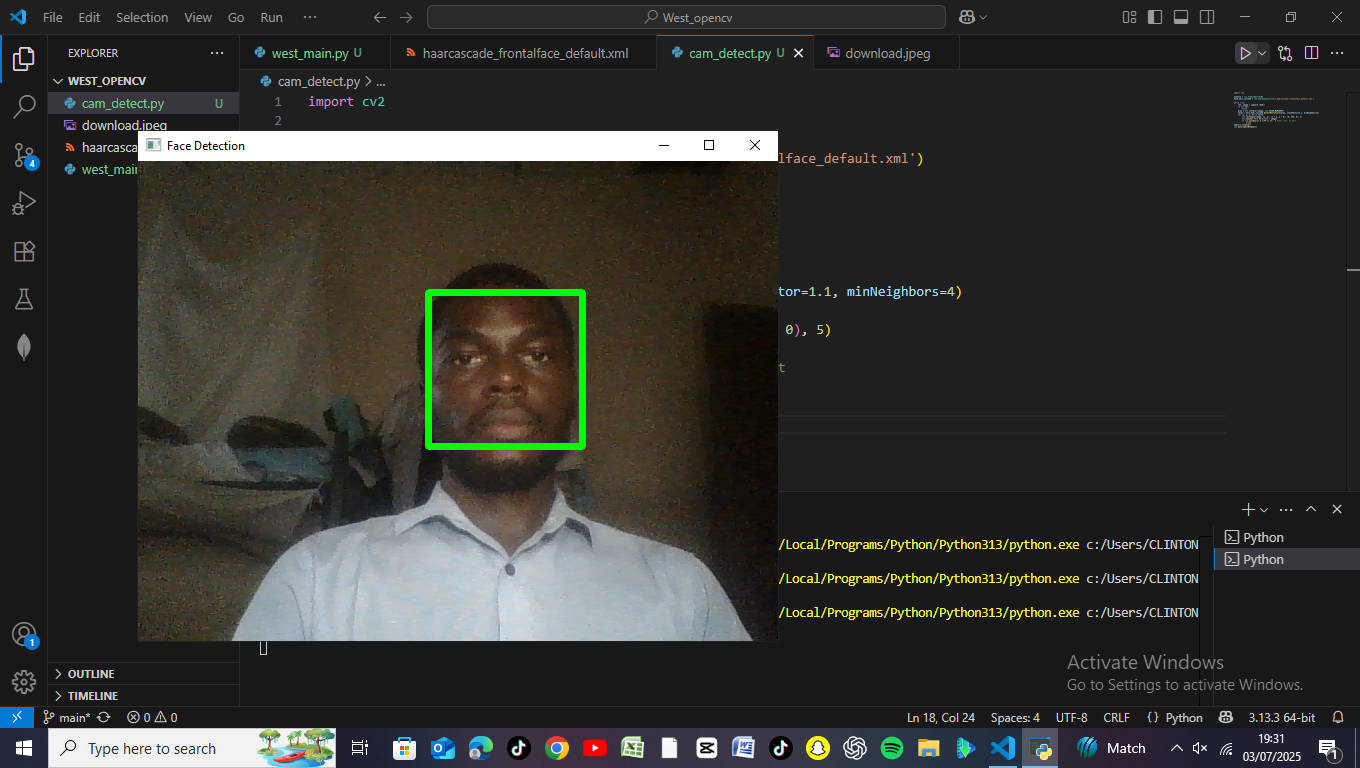 File Edit Selection View Go Run ···
West_opencv
EXPLORER
WEST_OPENCV
cam_detect.py U
download.jpeg
haarcasca
west_main
OUTLINE
TIMELINE
west_main.py U
haarcascade_frontalface_default.xml
cam_detect.py U
download.jpeg
cam_detect.py > ...
1 import cv2
2
Face Detection
lface_default.xml')
tor=1.1, minNeighbors=4)
0), 5)
t
/Local/Programs/Python/Python313/python.exe c:/Users/CLINTON
/Local/Programs/Python/Python313/python.exe c:/Users/CLINTON
/Local/Programs/Python/Python313/python.exe c:/Users/CLINTON
Python
Python
4
1
Activate Windows
Go to Settings to activate Windows.
main* 0 0
Ln 18, Col 24 Spaces: 4 UTF-8 CRLF {} Python 3.13.3 64-bit
Type here to search
Match
19:31
03/07/2025
1